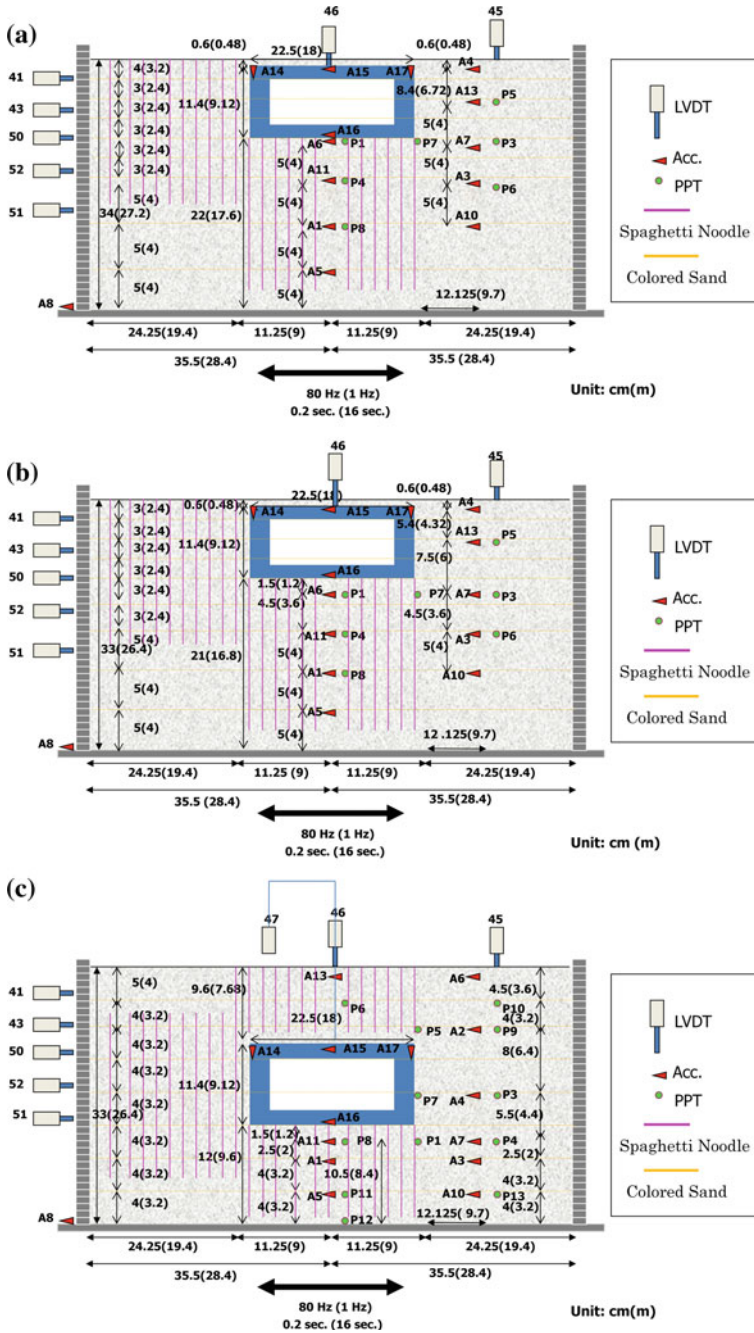 (a)
46
45
0.6(0.48)
22.5(18)
0.6(0.48)
41
43
50
52
51
A8
4(3.2)
3(2.4)
3(2.4)
3(2.4)
3(2.4)
5(4)
34(27.2)
5(4)
5(4)
11.4(9.12)
22(17.6)
A14
A15
A17
A16
8.4(6.72)
A4
A13
P5
5(4)
A6
P1
P7
A7
P3
5(4)
A11
5(4)
P4
A3
P6
5(4)
A1
P8
A10
5(4)
A5
5(4)
12.125(9.7)
24.25(19.4)
11.25(9)
11.25(9)
24.25(19.4)
35.5(28.4)
35.5 (28.4)
80 Hz (1 Hz)
0.2 sec. (16 sec.)
Unit: cm(m)
LVDT
Acc.
PPT
Spaghetti Noodle
Colored Sand
(b)
46
45
0.6(0.48)
22.5(18)
0.6(0.48)
41
43
50
52
51
A8
3(2.4)
3(2.4)
3(2.4)
3(2.4)
3(2.4)
5(4)
33(26.4)
5(4)
5(4)
11.4(9.12)
21(16.8)
A14
A15
A17
A16
5.4(4.32)
A4
A13
P5
7.5(6)
1.5(1.2)
A6
P1
P7
A7
P3
4.5(3.6)
4.5(3.6)
A11
P4
A3
P6
5(4)
5(4)
A1
P8
A10
5(4)
A5
5(4)
12 .125(9.7)
24.25(19.4)
11.25(9)
11.25(9)
24.25(19.4)
35.5 (28.4)
35.5(28.4)
80 Hz (1 Hz)
0.2 sec. (16 sec.)
Unit: cm (m)
LVDT
Acc.
PPT
Spaghetti Noodle
Colored Sand
(c)
47
46
45
41
43
50
52
51
A8
5(4)
4(3.2)
4(3.2)
4(3.2)
4(3.2)
33(26.4)
4(3.2)
4(3.2)
4(3.2)
9.6(7.68)
11.4(9.12)
12(9.6)
A13
P6
22.5(18)
A14
A15
A17
A16
A6
4.5(3.6)
P10
4(3.2)
P5
A2
P9
8(6.4)
P7
A4
P3
5.5(4.4)
1.5(1.2)
A11
P8
P1
A7
P4
2.5(2)
2.5(2)
A1
A3
4(3.2)
10.5(8.4)
4(3.2)
A5
P11
A10
P13
4(3.2)
4(3.2)
P12
12.125( 9.7)
24.25(19.4)
11.25(9)
11.25(9)
24.25(19.4)
35.5(28.4)
35.5(28.4)
80 Hz (1 Hz)
0.2 sec. (16 sec.)
Unit: cm(m)
LVDT
Acc.
PPT
Spaghetti Noodle
Colored Sand